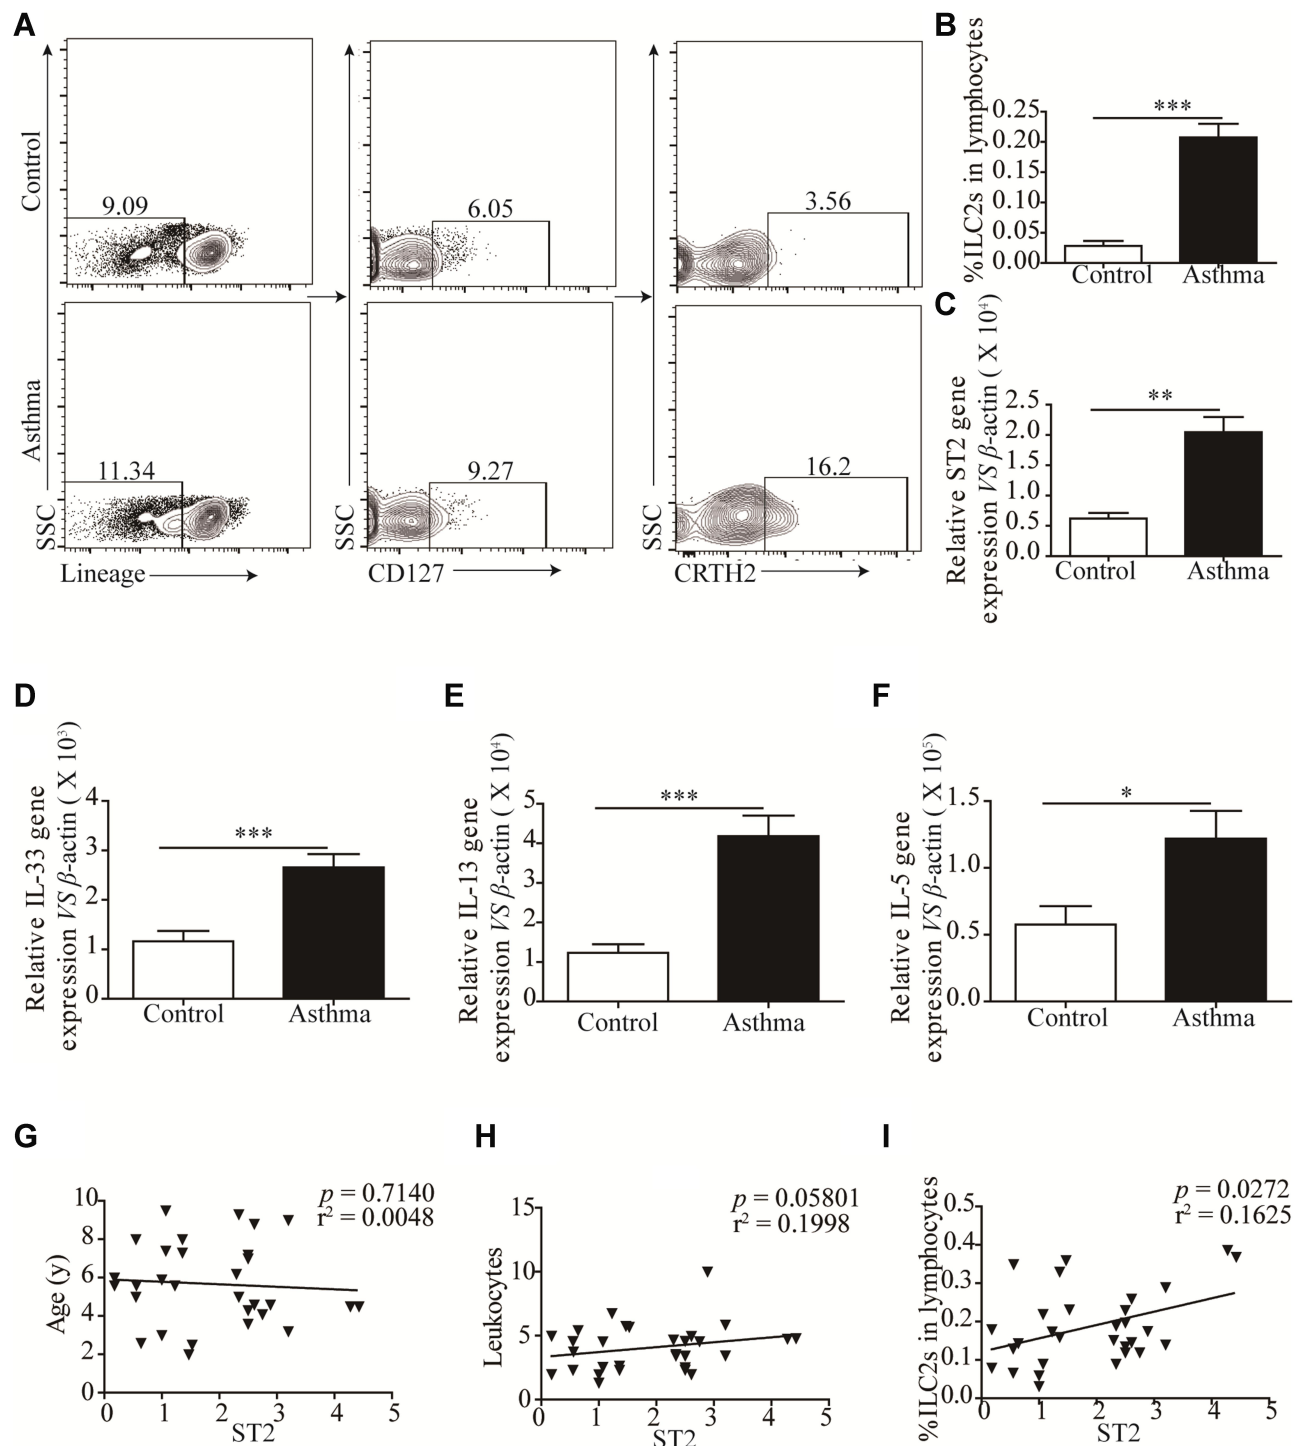 A
Control
9.09
6.05
3.56
Asthma
11.34
9.27
16.2
SSC
SSC
SSC
Lineage
CD127
CRTH2
B
%ILC2s in lymphocytes
0.25
0.20
0.15
0.10
0.05
0.00
***
Control
Asthma
C
Relative ST2 gene
expression VS β-actin ( X 10⁴)
2.5
2.0
1.5
1.0
0.5
0.0
**
Control
Asthma
D
Relative IL-33 gene
expression VS β-actin ( X 10³)
4
3
2
1
0
***
Control
Asthma
E
Relative IL-13 gene
expression VS β-actin ( X 10⁴)
5
4
3
2
1
0
***
Control
Asthma
F
Relative IL-5 gene
expression VS β-actin ( X 10⁵)
1.5
1.0
0.5
0.0
*
Control
Asthma
G
p = 0.7140
r² = 0.0048
Age (y)
10
8
6
4
2
0
0 1 2 3 4 5
ST2
H
p = 0.05801
r² = 0.1998
Leukocytes
15
10
5
0
0 1 2 3 4 5
ST2
I
p = 0.0272
r² = 0.1625
%ILC2s in lymphocytes
0.5
0.4
0.3
0.2
0.1
0.0
0 1 2 3 4 5
ST2